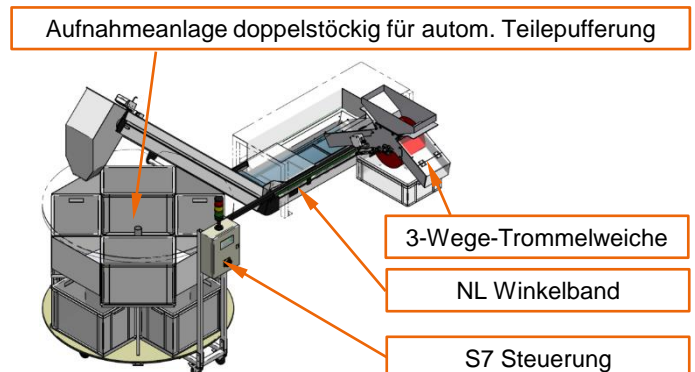 Aufnahmeanlage doppelstöckig für autom. Teilepufferung
3-Wege-Trommelweiche
NL Winkelband
S7 Steuerung